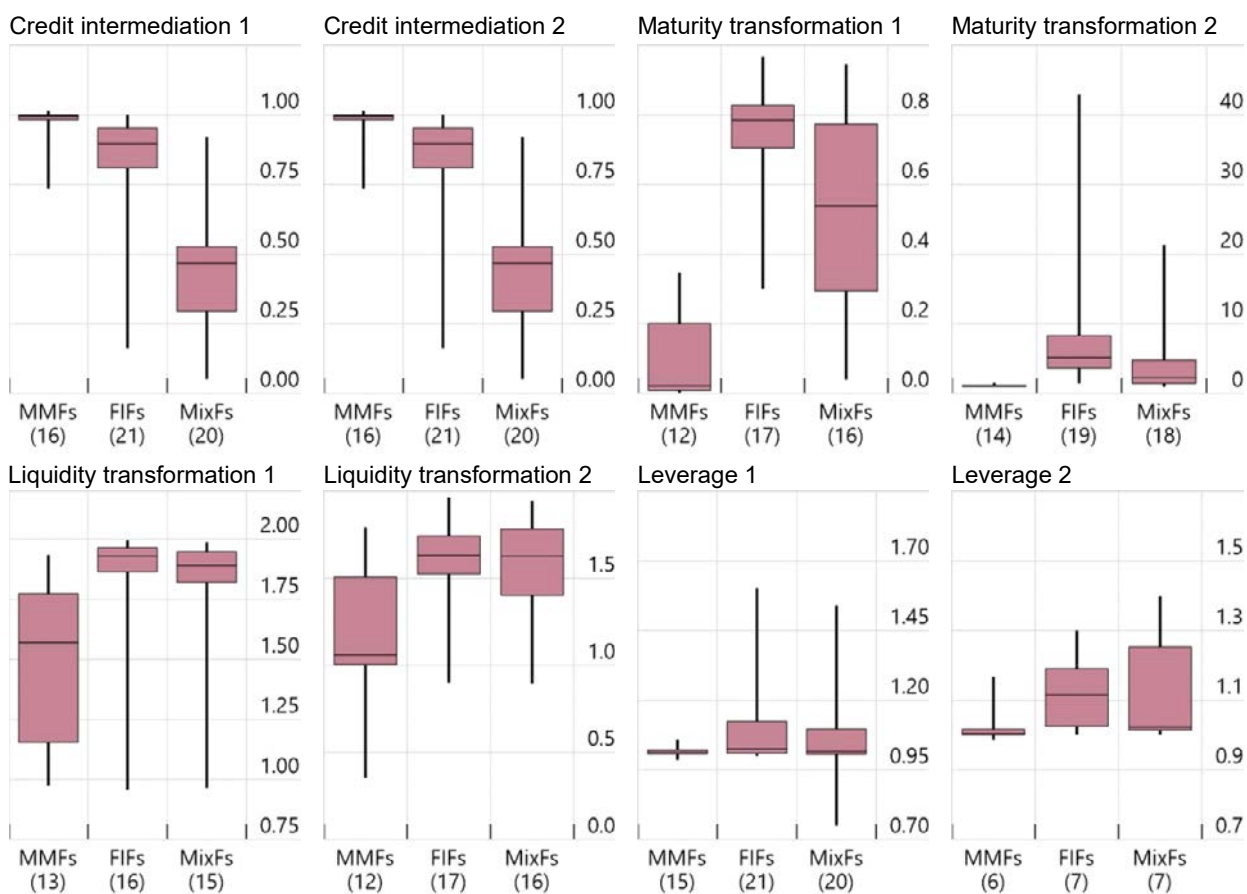 Credit intermediation 1
1.00
0.75
0.50
0.25
0.00
MMFs FIFs MixFs
(16) (21) (20)
Credit intermediation 2
1.00
0.75
0.50
0.25
0.00
MMFs FIFs MixFs
(16) (21) (20)
Maturity transformation 1
0.8
0.6
0.4
0.2
0.0
MMFs FIFs MixFs
(12) (17) (16)
Maturity transformation 2
40
30
20
10
0
MMFs FIFs MixFs
(14) (19) (18)
Liquidity transformation 1
2.00
1.75
1.50
1.25
1.00
0.75
MMFs FIFs MixFs
(13) (16) (15)
Liquidity transformation 2
1.5
1.0
0.5
0.0
MMFs FIFs MixFs
(12) (17) (16)
Leverage 1
1.70
1.45
1.20
0.95
0.70
MMFs FIFs MixFs
(15) (21) (20)
Leverage 2
1.5
1.3
1.1
0.9
0.7
MMFs FIFs MixFs
(6) (7) (7)